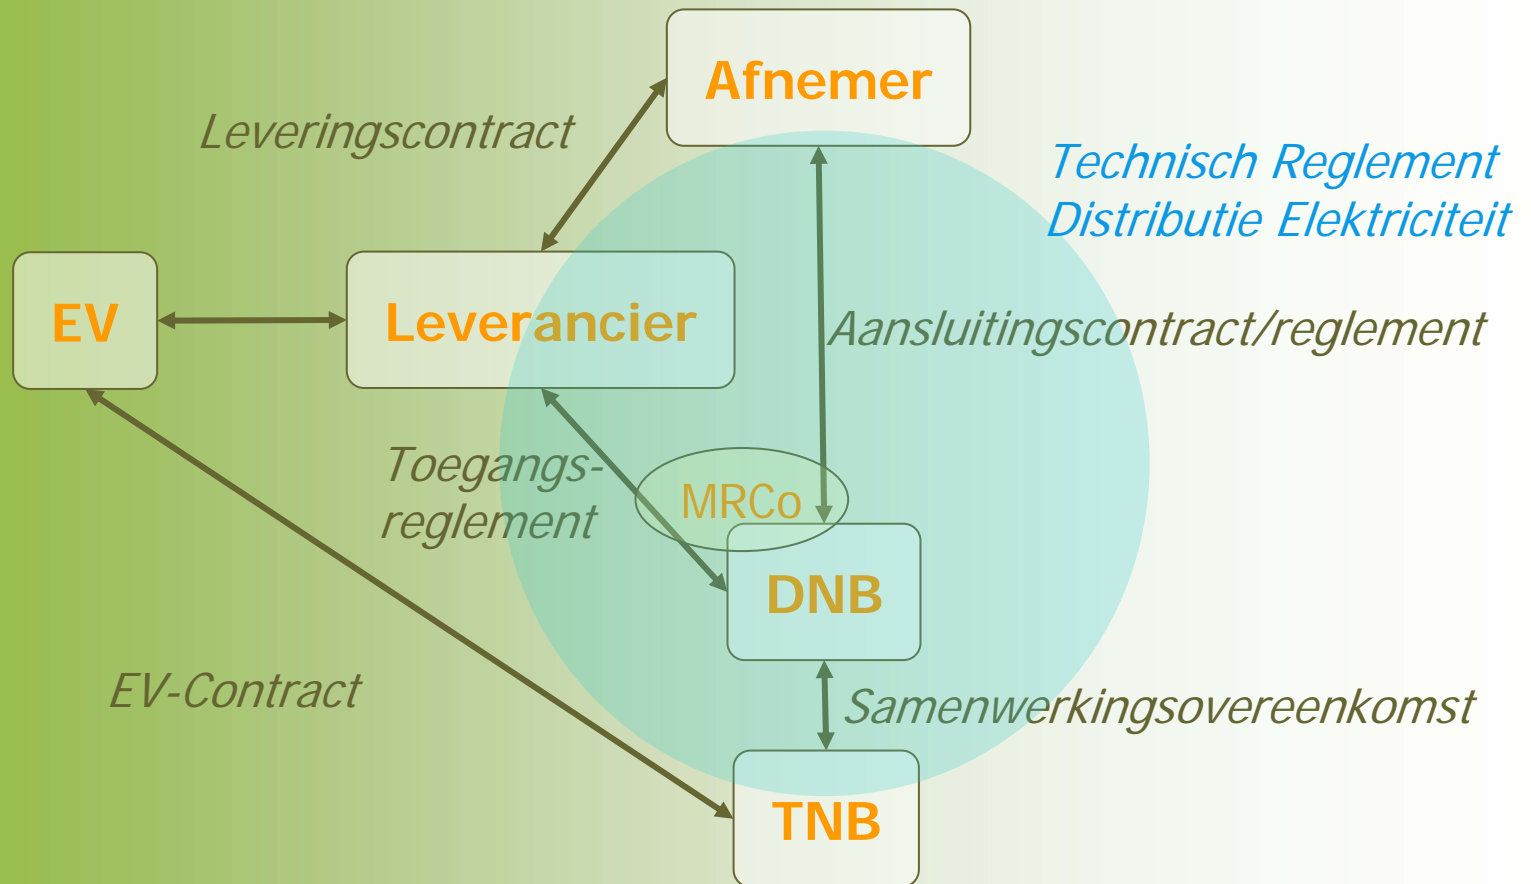 Afnemer
Leveringscontract
Technisch Reglement
Distributie Elektriciteit
EV
Leverancier
Aansluitingscontract/reglement
Toegangs-
reglement
MRCo
DNB
EV-Contract
Samenwerkingsovereenkomst
TNB